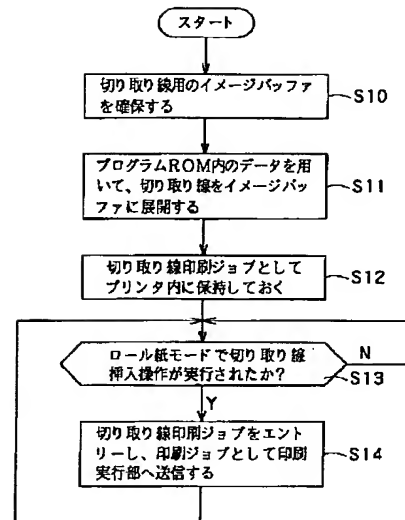 スタート
切り取り線用のイメージバッファ
を確保する
S10
プログラムROM内のデータを用
いて、切り取り線をイメージバッ
ファに展開する
S11
切り取り線印刷ジョブとして
プリンタ内に保持しておく
S12
ロール紙モードで切り取り線
挿入操作が実行されたか?
N
S13
Y
切り取り線印刷ジョブをエント
リーし、印刷ジョブとして印刷
実行部へ送信する
S14